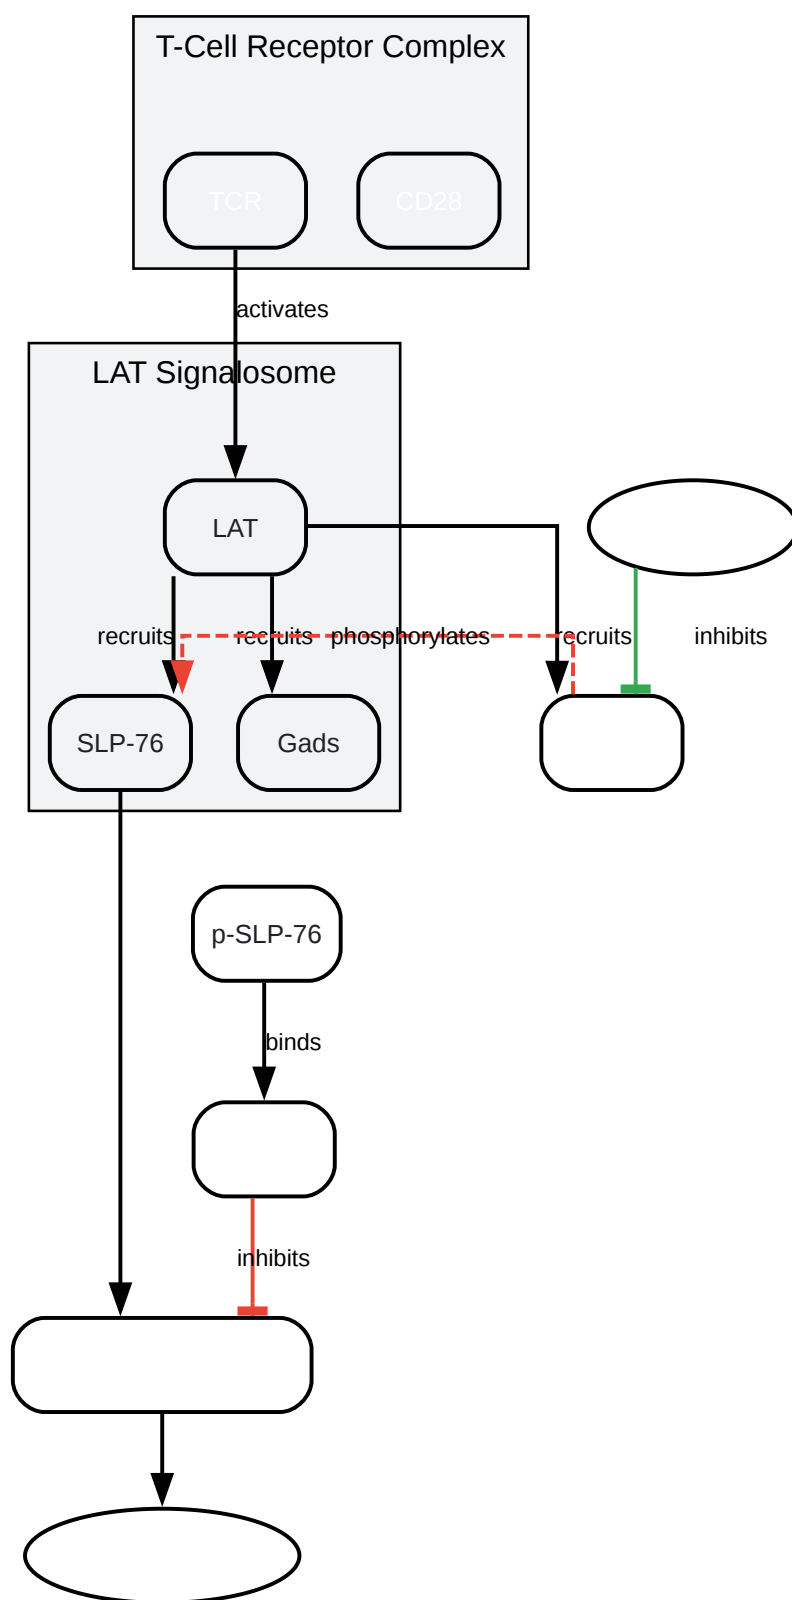 T-Cell Receptor Complex
TCR
CD28
activates
LAT Signalosome
LAT
recruits
recruits
phosphorylates
recruits
inhibits
SLP-76
Gads
p-SLP-76
binds
inhibits